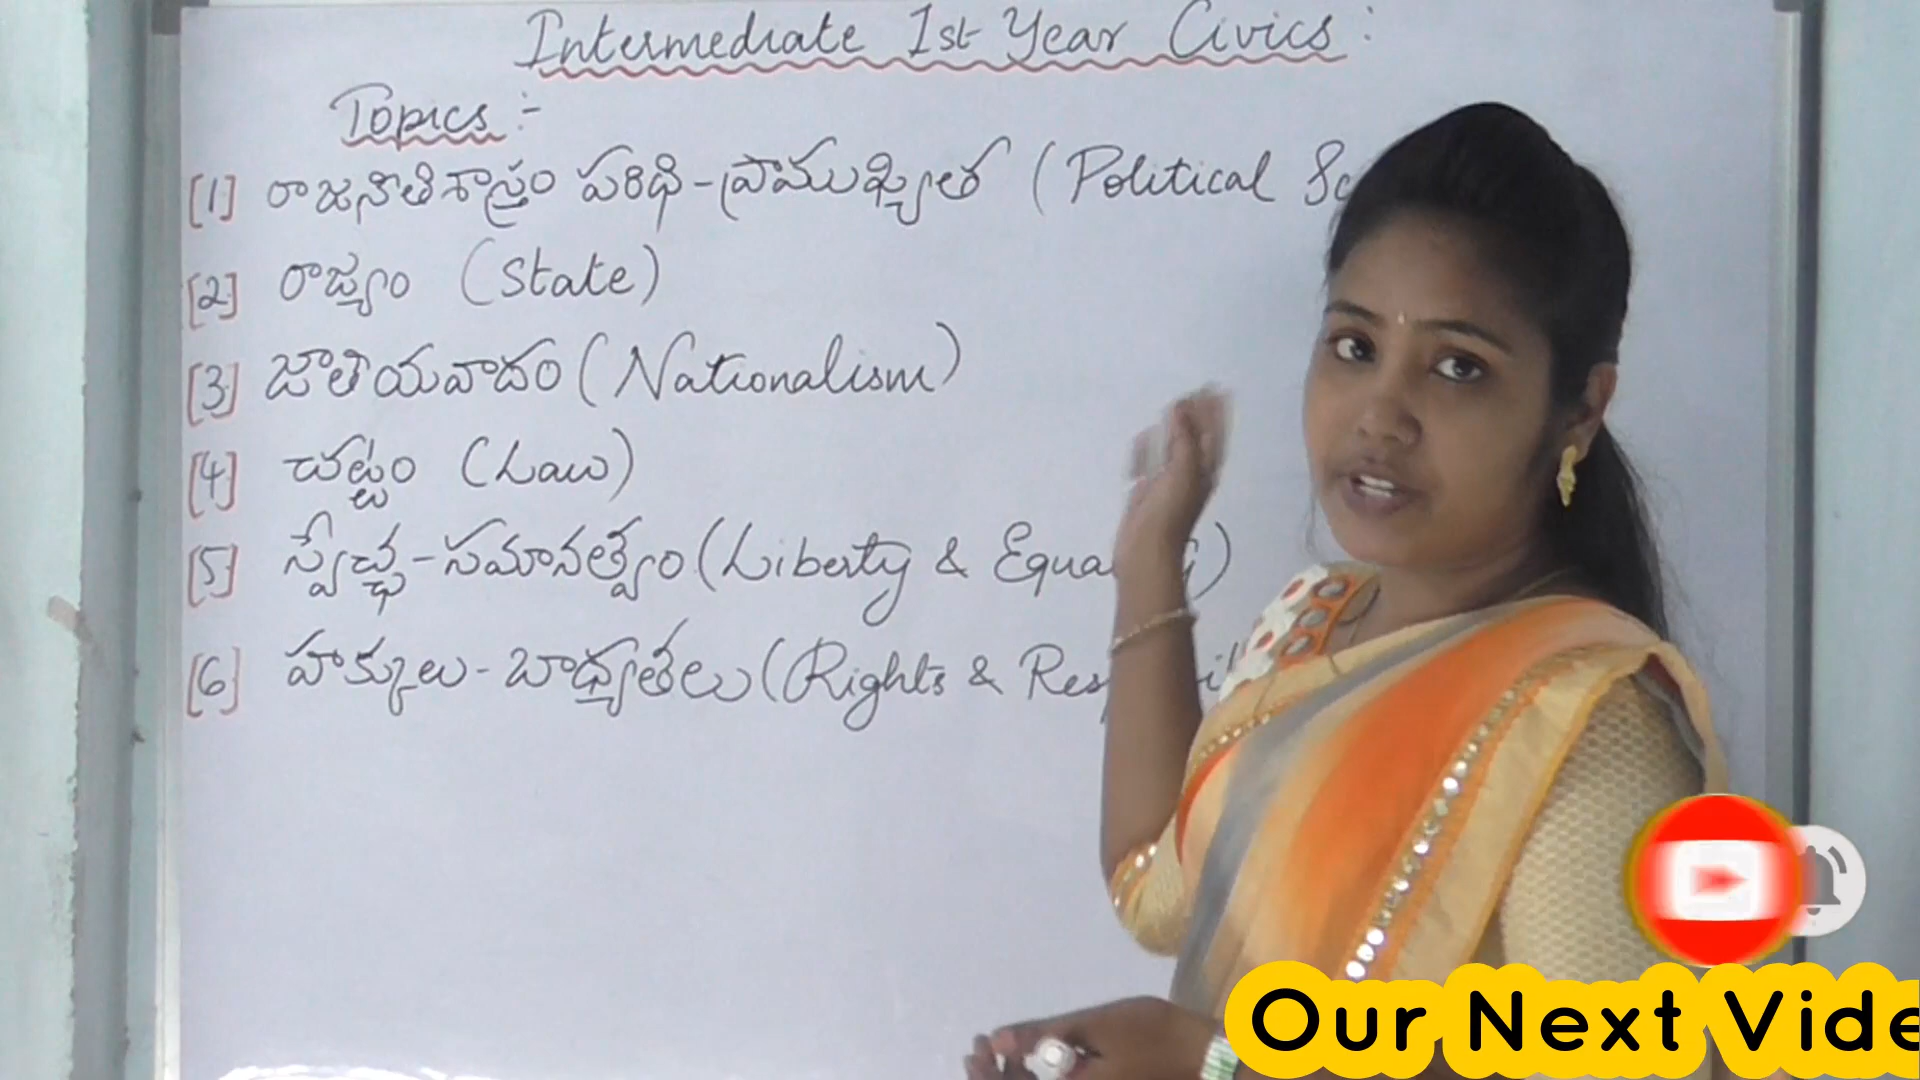 Intermediate 1st Year Civics :
Topics :-
[1] రాజనీతిశాస్త్రం పరిధి - ప్రాముఖ్యత ( Political Sc
[2] రాజ్యం (State)
[3] జాతీయవాదం (Nationalism)
[4] చట్టం (Law)
[5] స్వేచ్ఛ - సమానత్వం (Liberty & Equa
[6] హక్కులు - బాధ్యతలు (Rights & Res
Our Next Vide